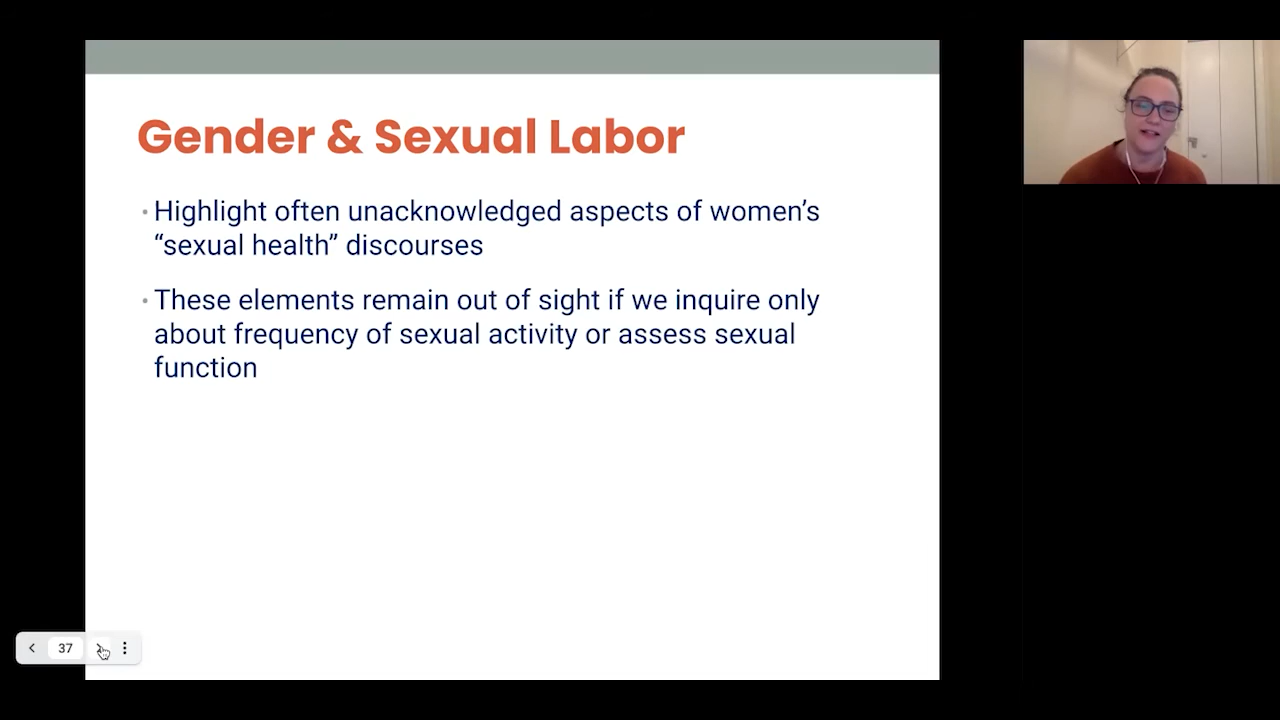 Gender & Sexual Labor
• Highlight often unacknowledged aspects of women’s
“sexual health” discourses
• These elements remain out of sight if we inquire only
about frequency of sexual activity or assess sexual
function
37